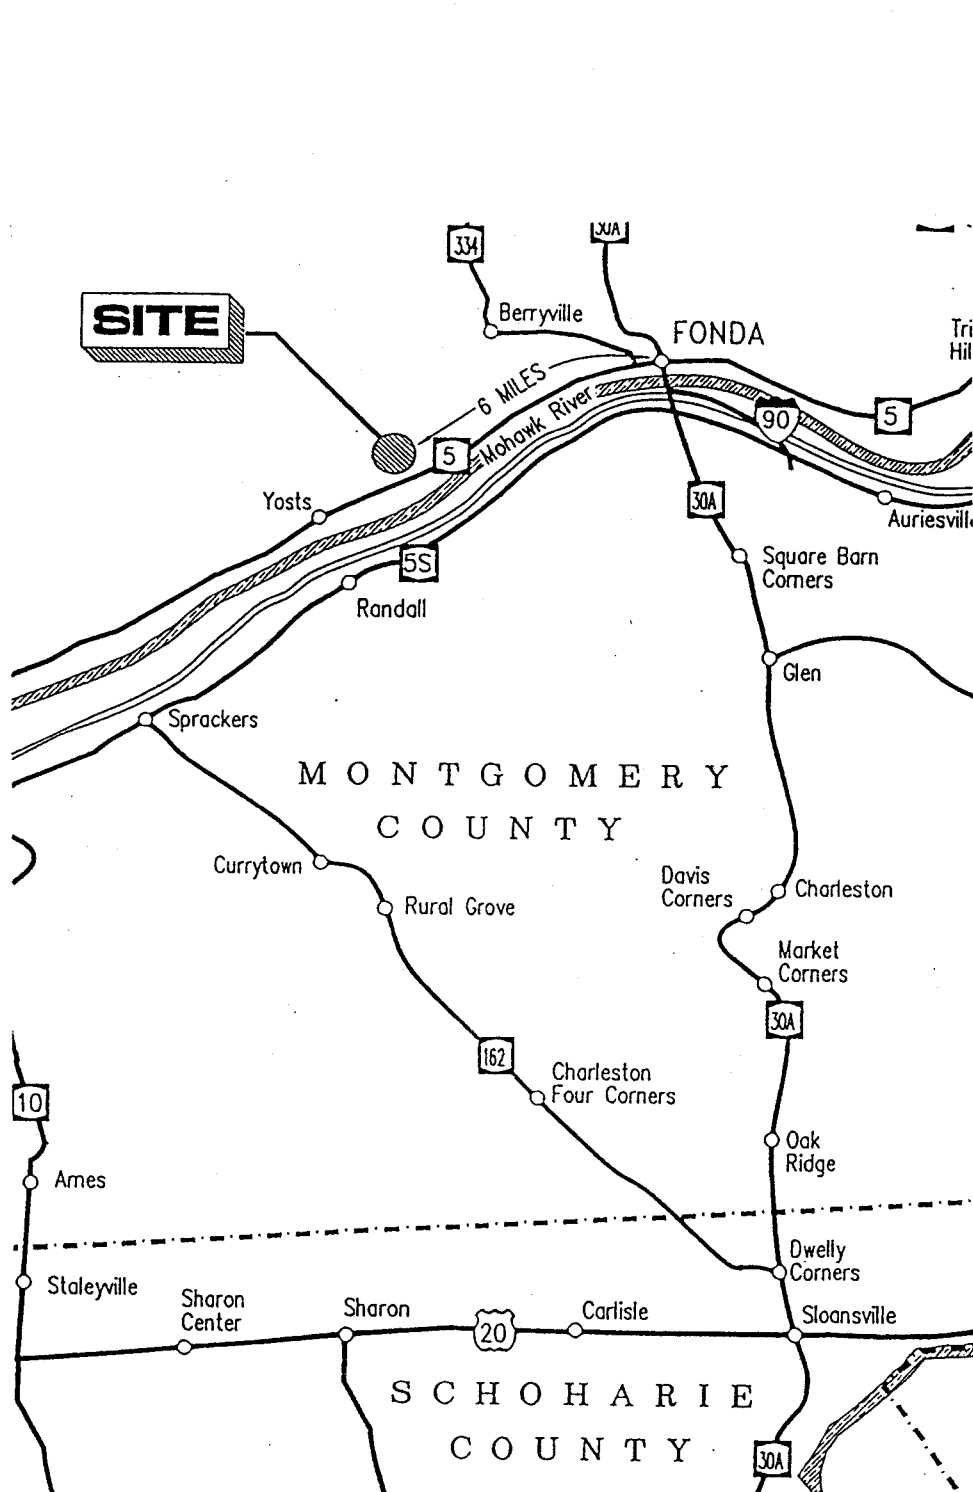 30A
334
SITE
Berryville
FONDA
Tri
Hil
6 MILES
Mohawk River
90
5
5
Yosts
30A
Auriesville
5S
Square Barn
Corners
Randall
Glen
Sprackers
MONTGOMERY
COUNTY
Currytown
Davis
Corners
Charleston
Rural Grove
Market
Corners
30A
162
Charleston
Four Corners
10
Oak
Ridge
Ames
Dwelly
Corners
Staleyville
Sharon
Center
Sharon
20
Carlisle
Sloansville
SCHOHARIE
COUNTY
30A